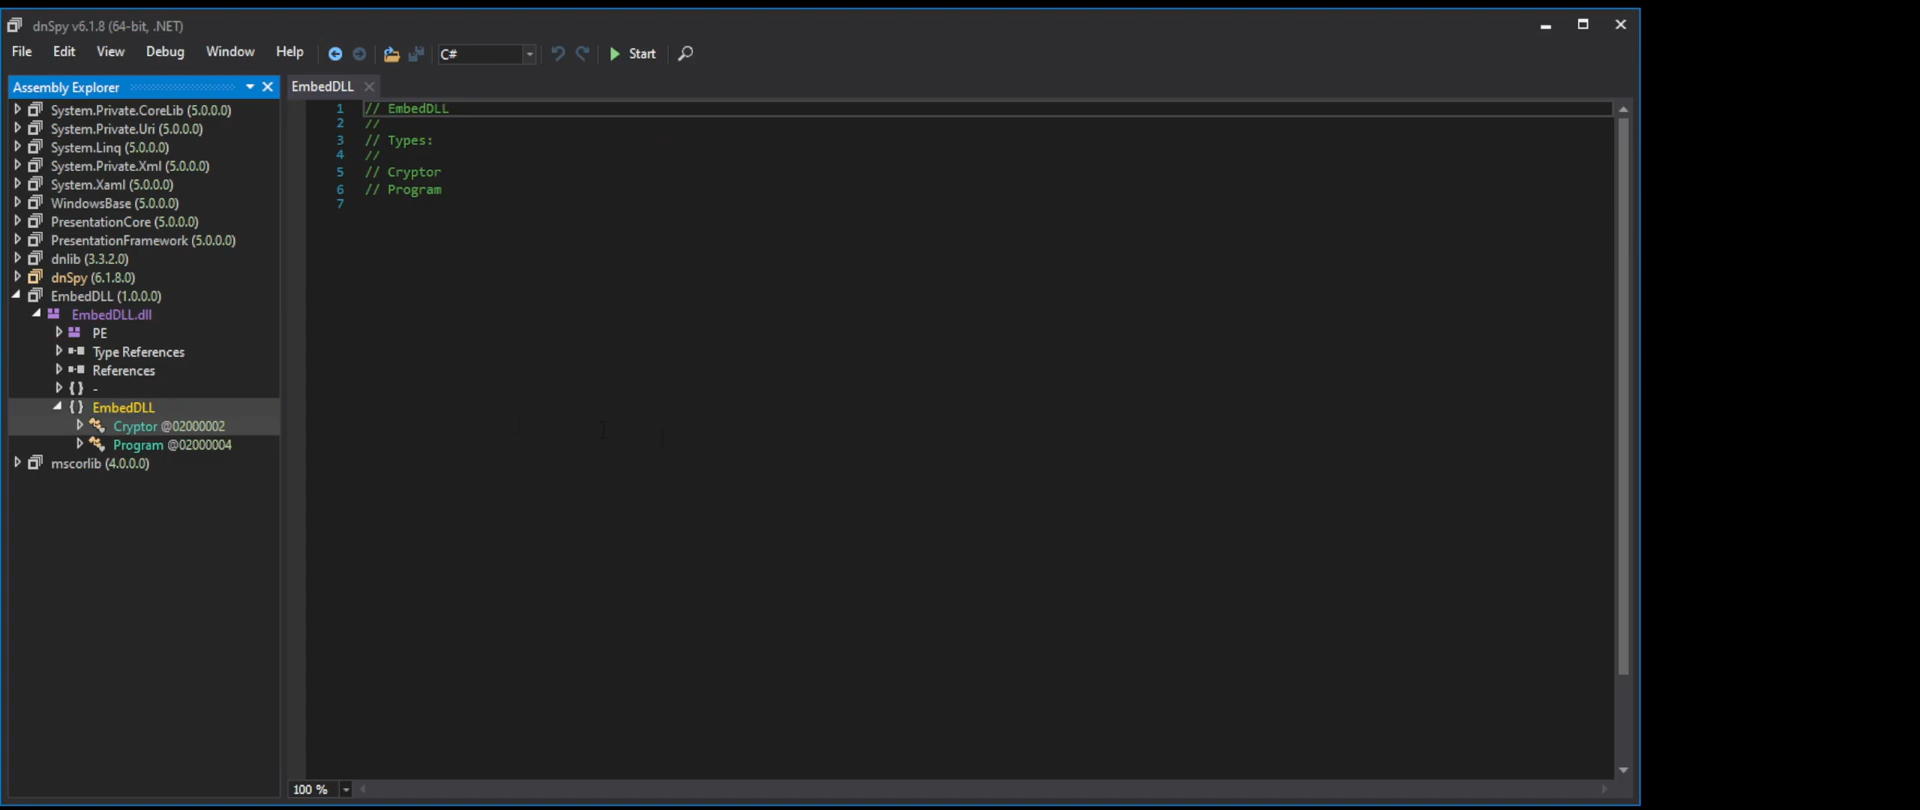 dnSpy v6.1.8 (64-bit, .NET)
File Edit View Debug Window Help C# Start
Assembly Explorer
System.Private.CoreLib (5.0.0.0)
System.Private.Uri (5.0.0.0)
System.Linq (5.0.0.0)
System.Private.Xml (5.0.0.0)
System.Xaml (5.0.0.0)
WindowsBase (5.0.0.0)
PresentationCore (5.0.0.0)
PresentationFramework (5.0.0.0)
dnlib (3.3.2.0)
dnSpy (6.1.8.0)
EmbedDLL (1.0.0.0)
EmbedDLL.dll
PE
Type References
References
{ } -
{ } EmbedDLL
Cryptor @02000002
Program @02000004
mscorlib (4.0.0.0)
EmbedDLL
1 // EmbedDLL
2 //
3 // Types:
4 //
5 // Cryptor
6 // Program
7
100 %